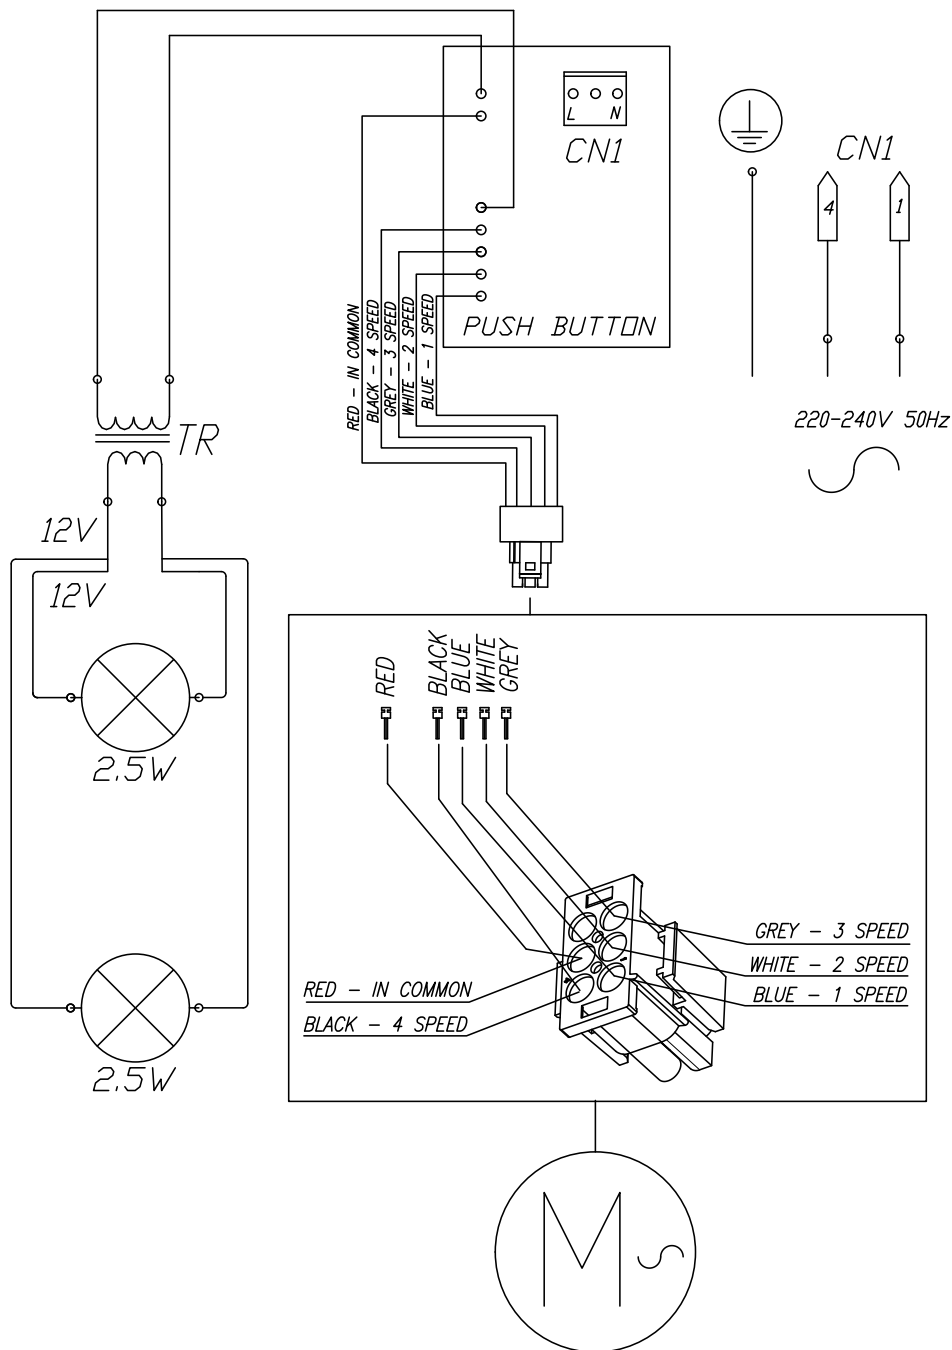 L N
CN1
CN1
4
1
PUSH BUTTON
RED - IN COMMON
BLACK - 4 SPEED
GREY - 3 SPEED
WHITE - 2 SPEED
BLUE - 1 SPEED
220-240V 50Hz
TR
12V
12V
2.5W
2.5W
RED
BLACK
BLUE
WHITE
GREY
GREY - 3 SPEED
WHITE - 2 SPEED
BLUE - 1 SPEED
RED - IN COMMON
BLACK - 4 SPEED
M